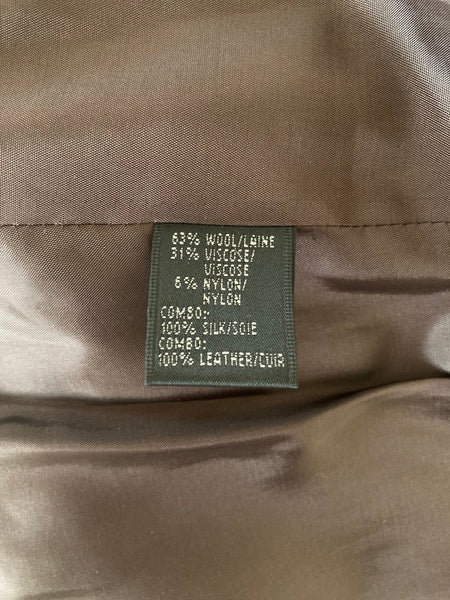 63% WOOL/LAINE
31% VISCOSE/
VISCOSE
6% NYLON/
NYLON
COMBO:
100% SILK/SOIE
COMBO:
100% LEATHER/CUIR